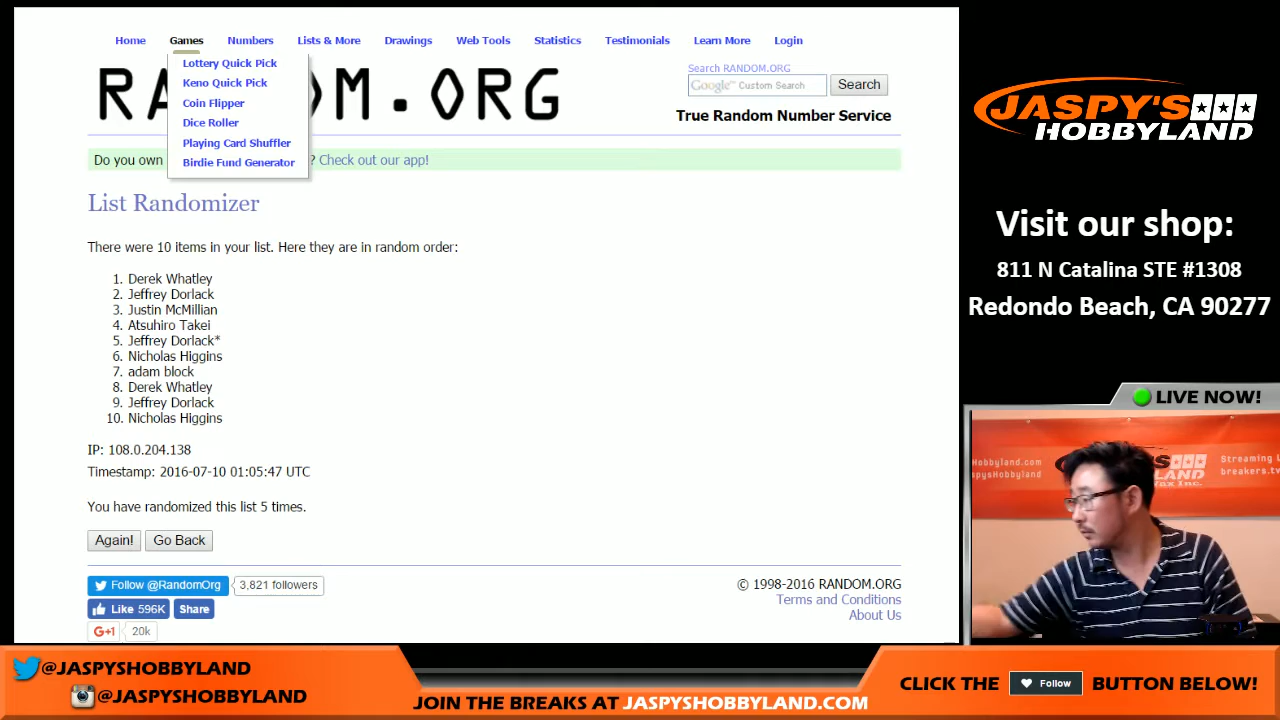 Home Games Numbers Lists & More Drawings Web Tools Statistics Testimonials Learn More Login
Lottery Quick Pick
Keno Quick Pick
Coin Flipper
Dice Roller
Playing Card Shuffler
Birdie Fund Generator
Search RANDOM.ORG
Google™ Custom Search Search
True Random Number Service
Do you own ? Check out our app!
List Randomizer
There were 10 items in your list. Here they are in random order:
1. Derek Whatley
2. Jeffrey Dorlack
3. Justin McMillian
4. Atsuhiro Takei
5. Jeffrey Dorlack*
6. Nicholas Higgins
7. adam block
8. Derek Whatley
9. Jeffrey Dorlack
10. Nicholas Higgins
IP: 108.0.204.138
Timestamp: 2016-07-10 01:05:47 UTC
You have randomized this list 5 times.
Again! Go Back
Follow @RandomOrg 3,821 followers
Like 596K Share
G+1 20k
© 1998-2016 RANDOM.ORG
Terms and Conditions
About Us
JASPY'S
HOBBYLAND
Visit our shop:
811 N Catalina STE #1308
Redondo Beach, CA 90277
LIVE NOW!
Hobbyland.com
Streaming
breakers.tv
@JASPYSHOBBYLAND
@JASPYSHOBBYLAND
JOIN THE BREAKS AT JASPYSHOBBYLAND.COM
CLICK THE Follow BUTTON BELOW!